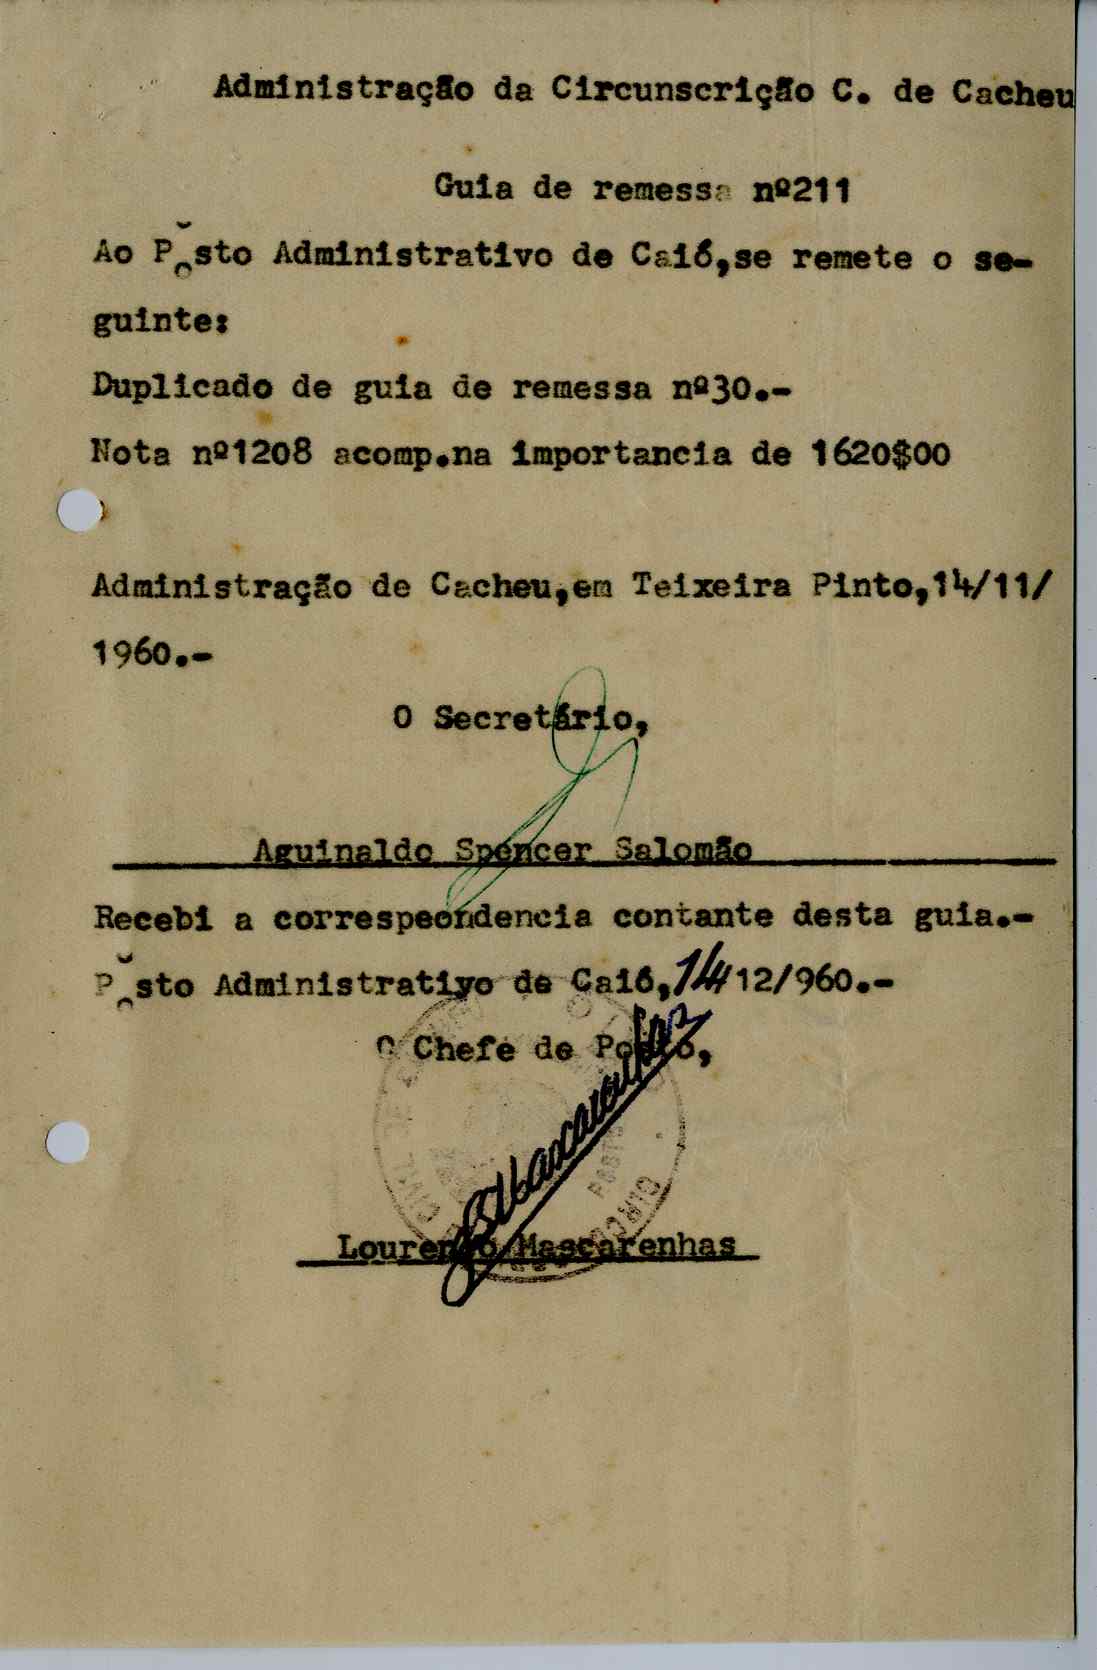 Administração da Circunscrição C. de Cacheu
Guia de remessa nº211
Ao Pôsto Administrativo de Caió,se remete o se-
guinte:
Duplicado de guia de remessa nº30.-
Nota nº1208 acomp.na importancia de 1620$00
Administração de Cacheu,em Teixeira Pinto,14/11/
1960.-
O Secretário,
Aguinaldo Spencer Salomão
Recebi a correspeondencia contante desta guia.-
Pôsto Administrativo de Caió,14/12/960.-
O Chefe de Posto,
Lourenço Mascarenhas